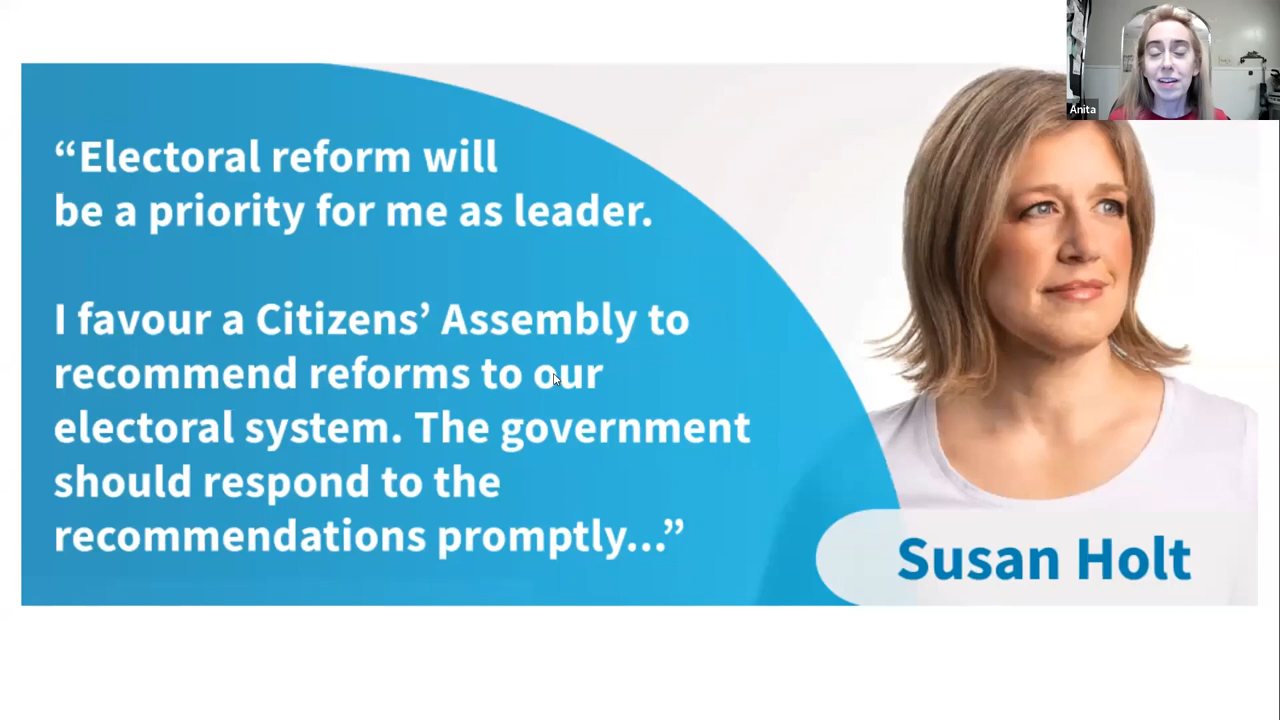 Anita
“Electoral reform will
be a priority for me as leader.
I favour a Citizens’ Assembly to
recommend reforms to our
electoral system. The government
should respond to the
recommendations promptly...”
Susan Holt